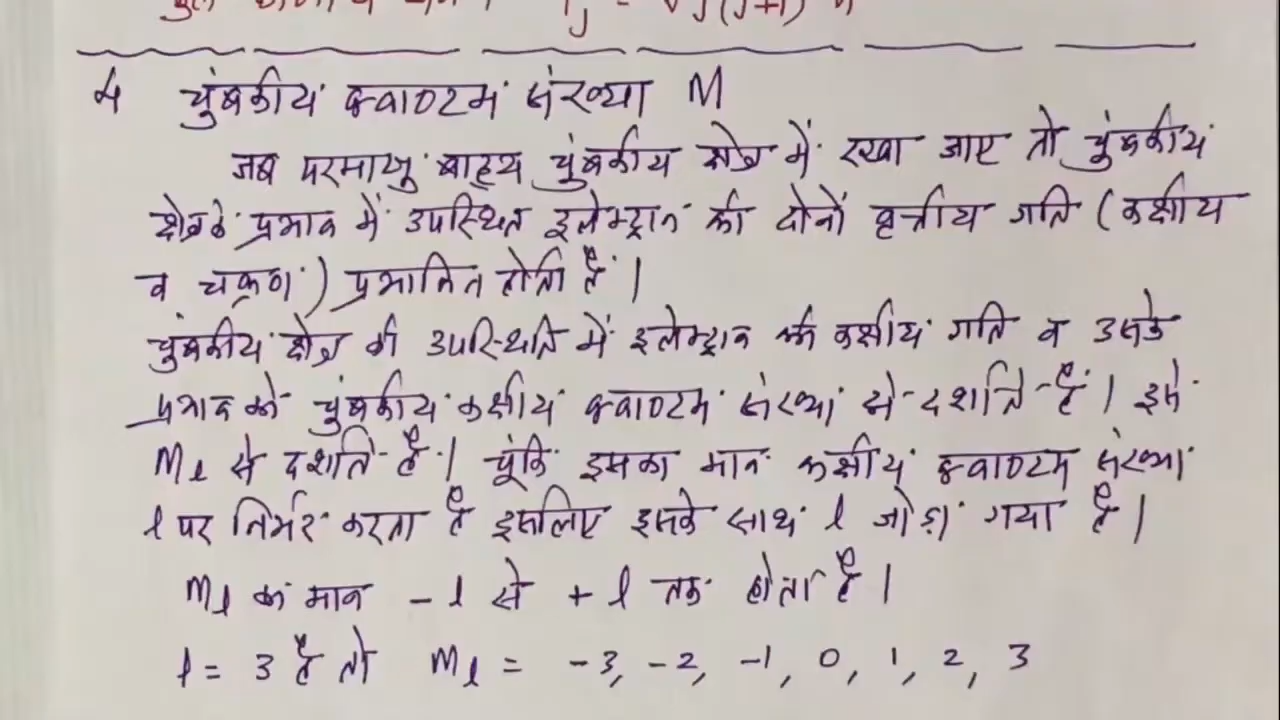 कुल कोणीय
4 चुंबकीय क्वाण्टम संख्या M
जब परमाणु बाह्य चुंबकीय क्षेत्र में रखा जाए तो चुंबकीय
क्षेत्र के प्रभाव में उपस्थित इलेक्ट्रान की दोनों वृत्तीय गति (कक्षीय
व चक्रण) प्रभावित होती है।
चुंबकीय क्षेत्र की उपस्थिति में इलेक्ट्रान की कक्षीय गति व उसके
प्रभाव को चुंबकीय कक्षीय क्वाण्टम संख्या से दर्शाते है। इसे
Ml से दर्शाते है। चूंकि इसका मान कक्षीय क्वाण्टम संख्या
l पर निर्भर करता है इसलिए इसके साथ l जोड़ा गया है।
Ml का मान - l से + l तक होता है।
l = 3 है तो Ml = -3, -2, -1, 0, 1, 2, 3